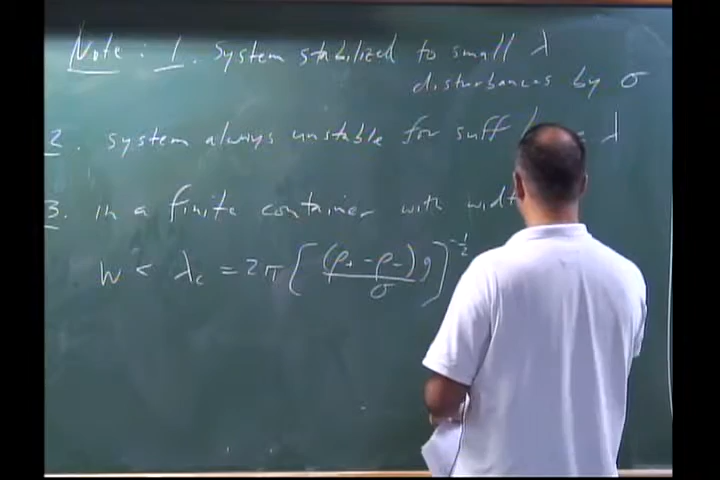 Note : 1 . System stabilized to small λ
disturbances by σ
2 . system always unstable for suff λ
3 . in a finite container with
W < λc = 2π [ (ρ+ - ρ-) g / σ ]^-1/2